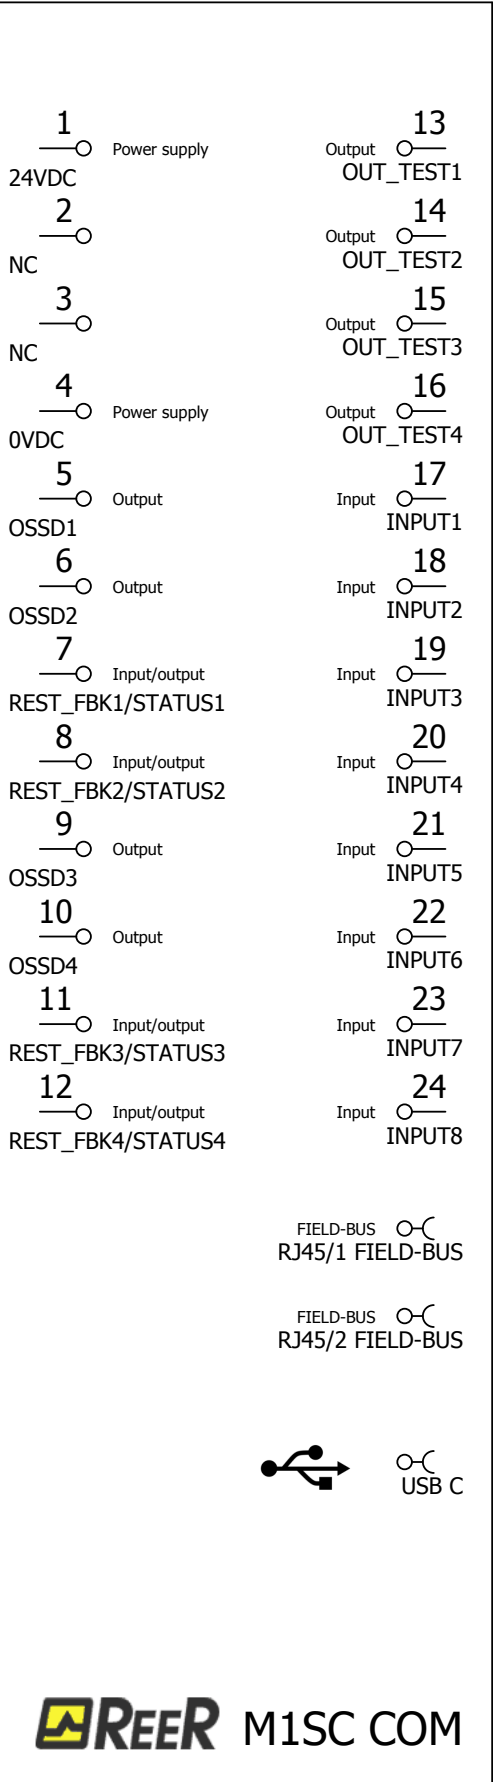 1 13
Power supply Output
24VDC OUT_TEST1
2 14
Output
NC OUT_TEST2
3 15
Output
NC OUT_TEST3
4 16
Power supply Output
0VDC OUT_TEST4
5 17
Output Input
OSSD1 INPUT1
6 18
Output Input
OSSD2 INPUT2
7 19
Input/output Input
REST_FBK1/STATUS1 INPUT3
8 20
Input/output Input
REST_FBK2/STATUS2 INPUT4
9 21
Output Input
OSSD3 INPUT5
10 22
Output Input
OSSD4 INPUT6
11 23
Input/output Input
REST_FBK3/STATUS3 INPUT7
12 24
Input/output Input
REST_FBK4/STATUS4 INPUT8
FIELD-BUS
RJ45/1 FIELD-BUS
FIELD-BUS
RJ45/2 FIELD-BUS
USB C
REER M1SC COM